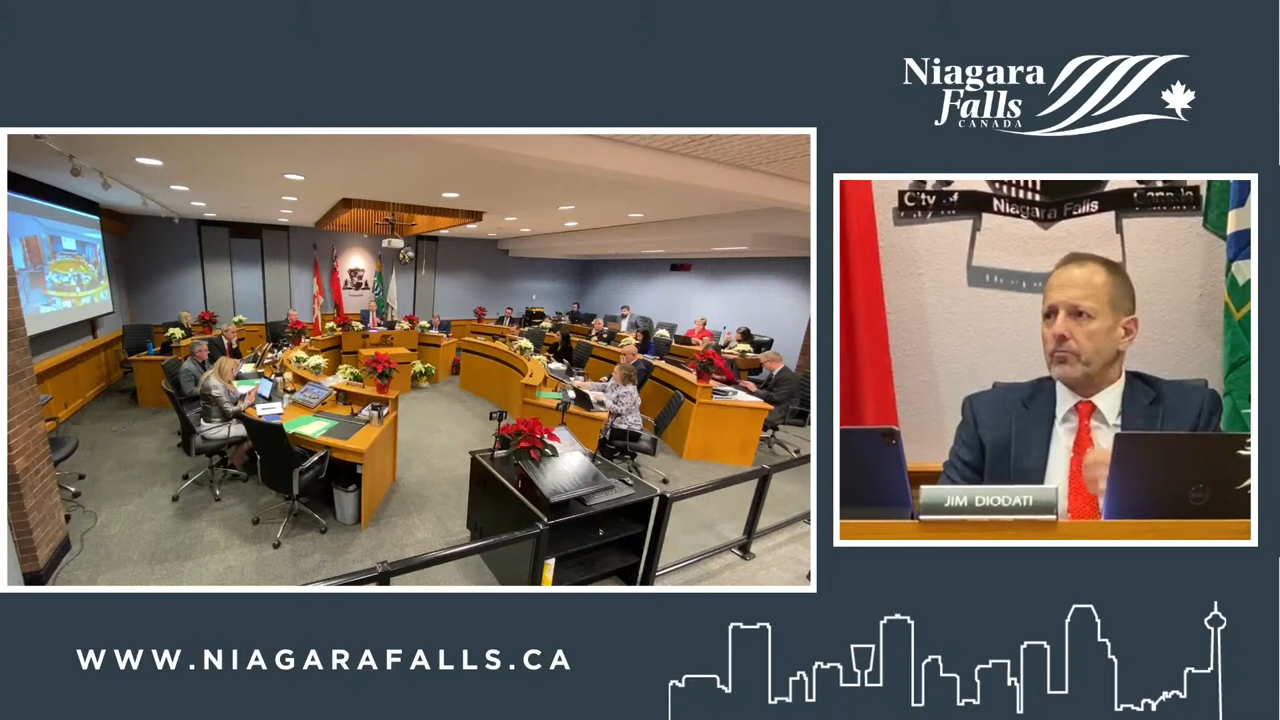 Niagara
Falls
CANADA
City of
Niagara Falls
Canada
JIM DIODATI
WWW.NIAGARAFALLS.CA